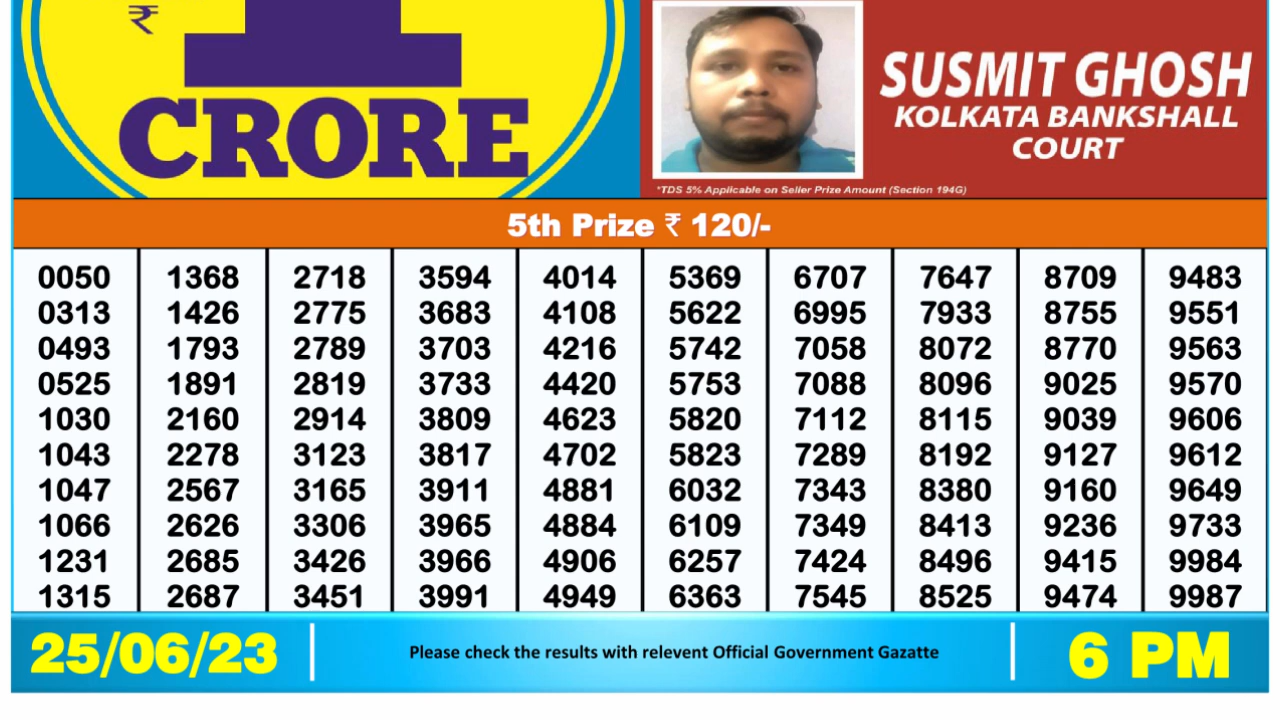 ₹
1
CRORE
SUSMIT GHOSH
KOLKATA BANKSHALL
COURT
*TDS 5% Applicable on Seller Prize Amount (Section 194G)
5th Prize ₹ 120/-
0050 1368 2718 3594 4014 5369 6707 7647 8709 9483
0313 1426 2775 3683 4108 5622 6995 7933 8755 9551
0493 1793 2789 3703 4216 5742 7058 8072 8770 9563
0525 1891 2819 3733 4420 5753 7088 8096 9025 9570
1030 2160 2914 3809 4623 5820 7112 8115 9039 9606
1043 2278 3123 3817 4702 5823 7289 8192 9127 9612
1047 2567 3165 3911 4881 6032 7343 8380 9160 9649
1066 2626 3306 3965 4884 6109 7349 8413 9236 9733
1231 2685 3426 3966 4906 6257 7424 8496 9415 9984
1315 2687 3451 3991 4949 6363 7545 8525 9474 9987
25/06/23 Please check the results with relevent Official Government Gazatte 6 PM